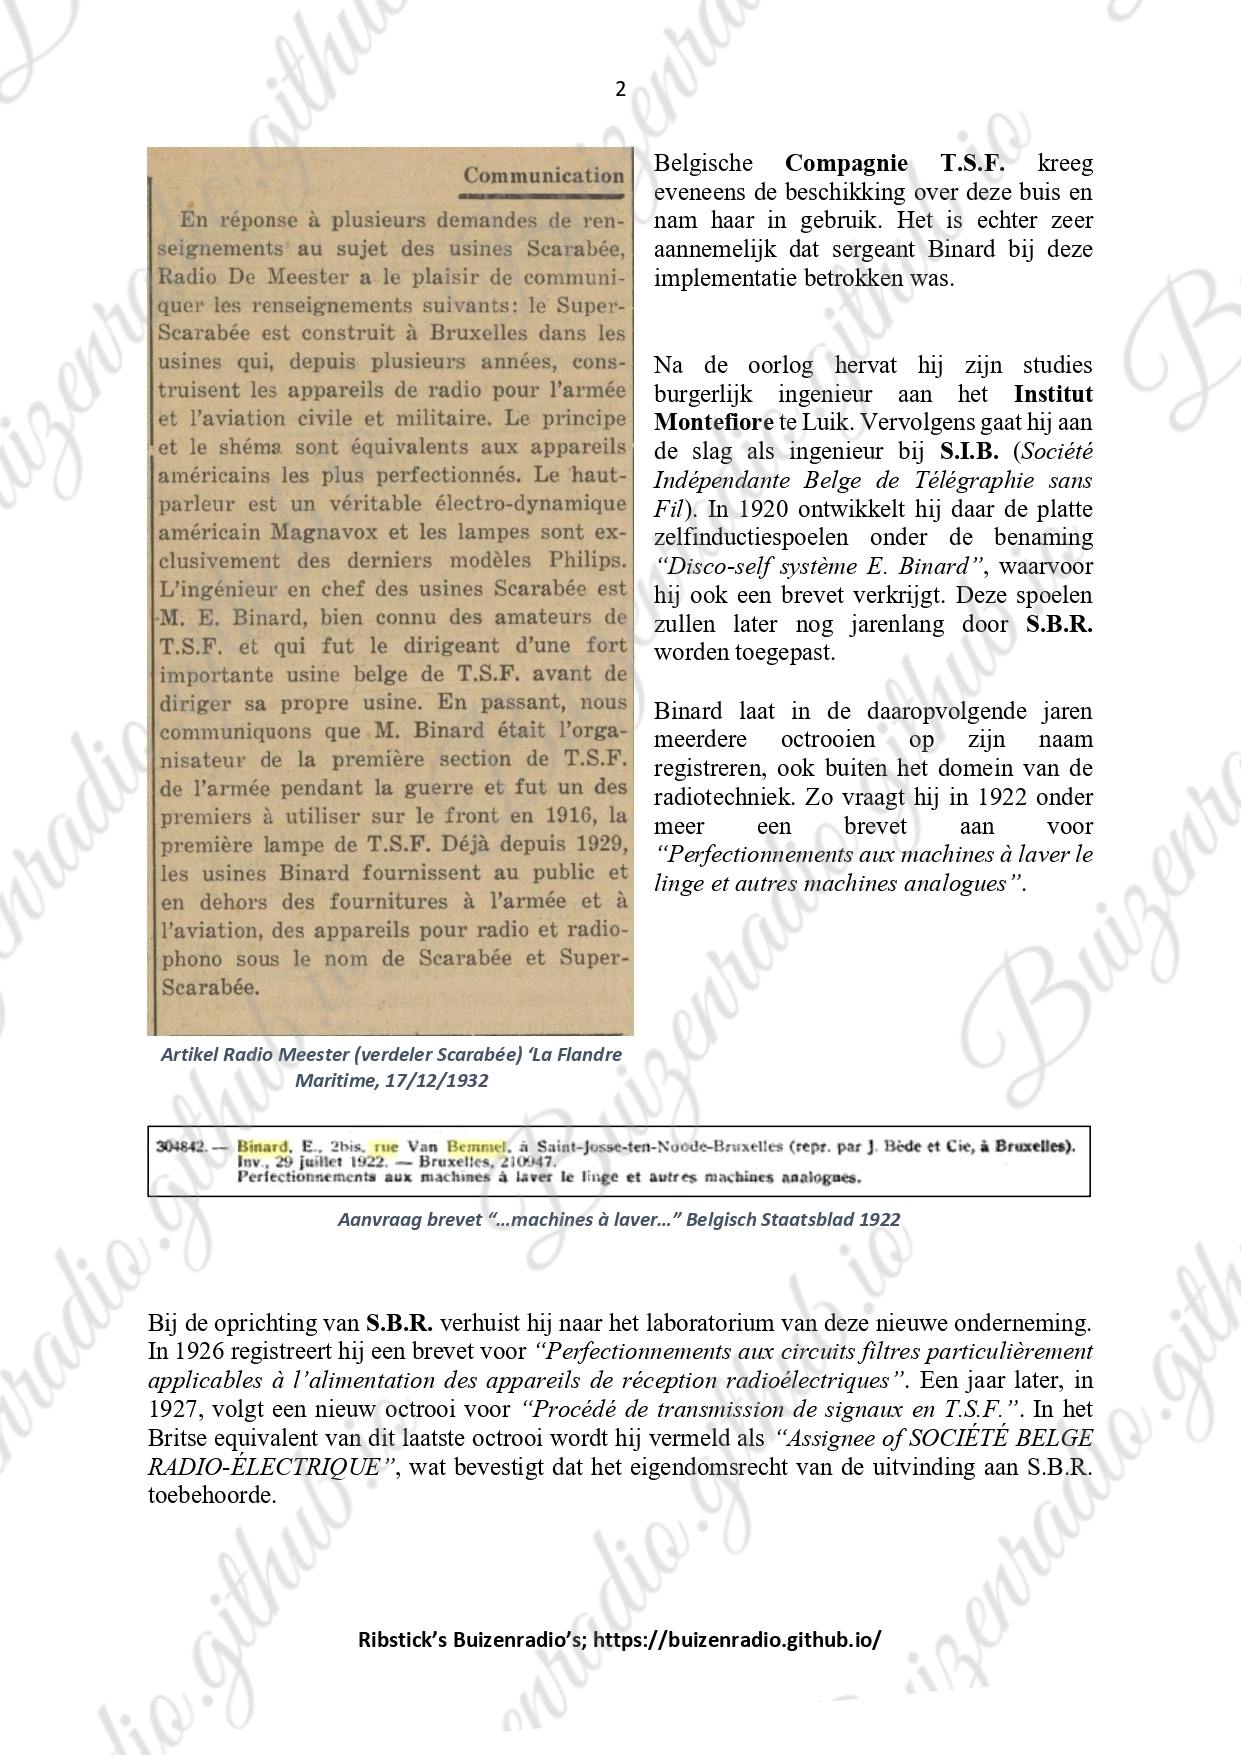 2
Communication
En réponse à plusieurs demandes de ren-
seignements au sujet des usines Scarabée,
Radio De Meester a le plaisir de communi-
quer les renseignements suivants: le Super-
Scarabée est construit à Bruxelles dans les
usines qui, depuis plusieurs années, cons-
truisent les appareils de radio pour l'armée
et l'aviation civile et militaire. Le principe
et le shéma sont équivalents aux appareils
américains les plus perfectionnés. Le haut-
parleur est un véritable électro-dynamique
américain Magnavox et les lampes sont ex-
clusivement des derniers modèles Philips.
L'ingénieur en chef des usines Scarabée est
M. E. Binard, bien connu des amateurs de
T.S.F. et qui fut le dirigeant d'une fort
importante usine belge de T.S.F. avant de
diriger sa propre usine. En passant, nous
communiquons que M. Binard était l'orga-
nisateur de la première section de T.S.F.
de l'armée pendant la guerre et fut un des
premiers à utiliser sur le front en 1916, la
première lampe de T.S.F. Déjà depuis 1929,
les usines Binard fournissent au public et
en dehors des fournitures à l'armée et à
l'aviation, des appareils pour radio et radio-
phono sous le nom de Scarabée et Super-
Scarabée.
Artikel Radio Meester (verdeler Scarabée) ‘La Flandre
Maritime, 17/12/1932
Belgische Compagnie T.S.F. kreeg
eveneens de beschikking over deze buis en
nam haar in gebruik. Het is echter zeer
aannemelijk dat sergeant Binard bij deze
implementatie betrokken was.
Na de oorlog hervat hij zijn studies
burgerlijk ingenieur aan het Institut
Montefiore te Luik. Vervolgens gaat hij aan
de slag als ingenieur bij S.I.B. (Société
Indépendante Belge de Télégraphie sans
Fil). In 1920 ontwikkelt hij daar de platte
zelfinductiespoelen onder de benaming
“Disco-self système E. Binard”, waarvoor
hij ook een brevet verkrijgt. Deze spoelen
zullen later nog jarenlang door S.B.R.
worden toegepast.
Binard laat in de daaropvolgende jaren
meerdere octrooien op zijn naam
registreren, ook buiten het domein van de
radiotechniek. Zo vraagt hij in 1922 onder
meer een brevet aan voor
“Perfectionnements aux machines à laver le
linge et autres machines analogues”.
304842. — Binard, E., 2bis, rue Van Bemmel, à Saint-Josse-ten-Noode-Bruxelles (repr. par J. Bède et Cie, à Bruxelles).
Inv., 29 juillet 1922. — Bruxelles, 210947.
Perfectionnements aux machines à laver le linge et autres machines analognes.
Aanvraag brevet “…machines à laver…” Belgisch Staatsblad 1922
Bij de oprichting van S.B.R. verhuist hij naar het laboratorium van deze nieuwe onderneming.
In 1926 registreert hij een brevet voor “Perfectionnements aux circuits filtres particulièrement
applicables à l’alimentation des appareils de réception radioélectriques”. Een jaar later, in
1927, volgt een nieuw octrooi voor “Procédé de transmission de signaux en T.S.F.”. In het
Britse equivalent van dit laatste octrooi wordt hij vermeld als “Assignee of SOCIÉTÉ BELGE
RADIO-ÉLECTRIQUE”, wat bevestigt dat het eigendomsrecht van de uitvinding aan S.B.R.
toebehoorde.
Ribstick’s Buizenradio’s; https://buizenradio.github.io/
Buizenradio.github.io